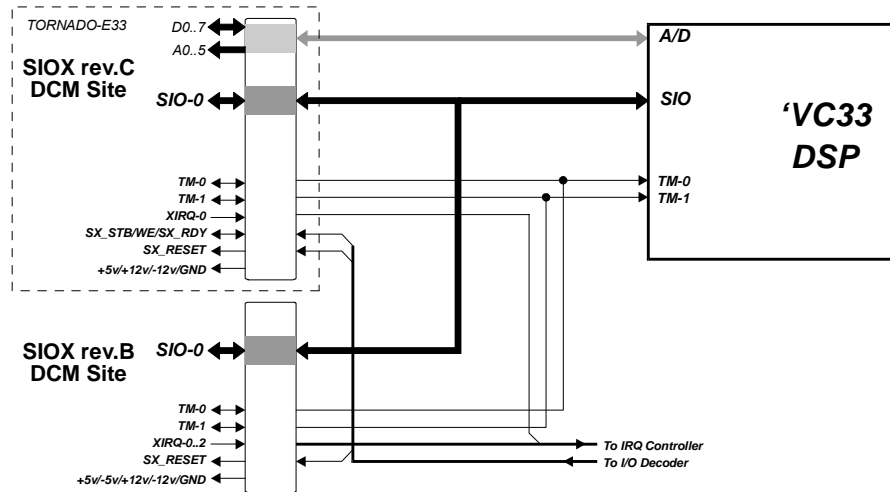 TORNADO-E33
D0..7
A0..5
SIOX rev.C
DCM Site
SIO-0
TM-0
TM-1
XIRQ-0
SX_STB/WE/SX_RDY
SX_RESET
+5v/+12v/-12v/GND
A/D
SIO
‘VC33
DSP
TM-0
TM-1
SIOX rev.B
DCM Site
SIO-0
TM-0
TM-1
XIRQ-0..2
SX_RESET
+5v/-5v/+12v/-12v/GND
To IRQ Controller
To I/O Decoder